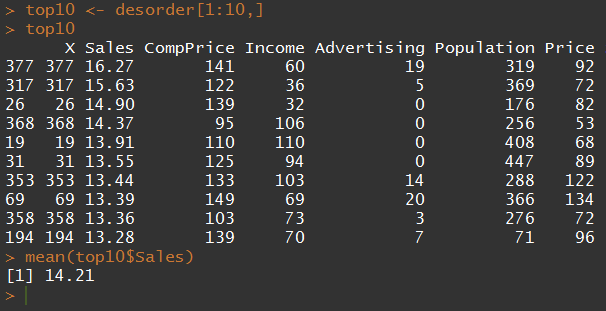 > top10 <- desorder[1:10,]
> top10
X Sales CompPrice Income Advertising Population Price
377 377 16.27 141 60 19 319 92
317 317 15.63 122 36 5 369 72
26 26 14.90 139 32 0 176 82
368 368 14.37 95 106 0 256 53
19 19 13.91 110 110 0 408 68
31 31 13.55 125 94 0 447 89
353 353 13.44 133 103 14 288 122
69 69 13.39 149 69 20 366 134
358 358 13.36 103 73 3 276 72
194 194 13.28 139 70 7 71 96
> mean(top10$Sales)
[1] 14.21
>